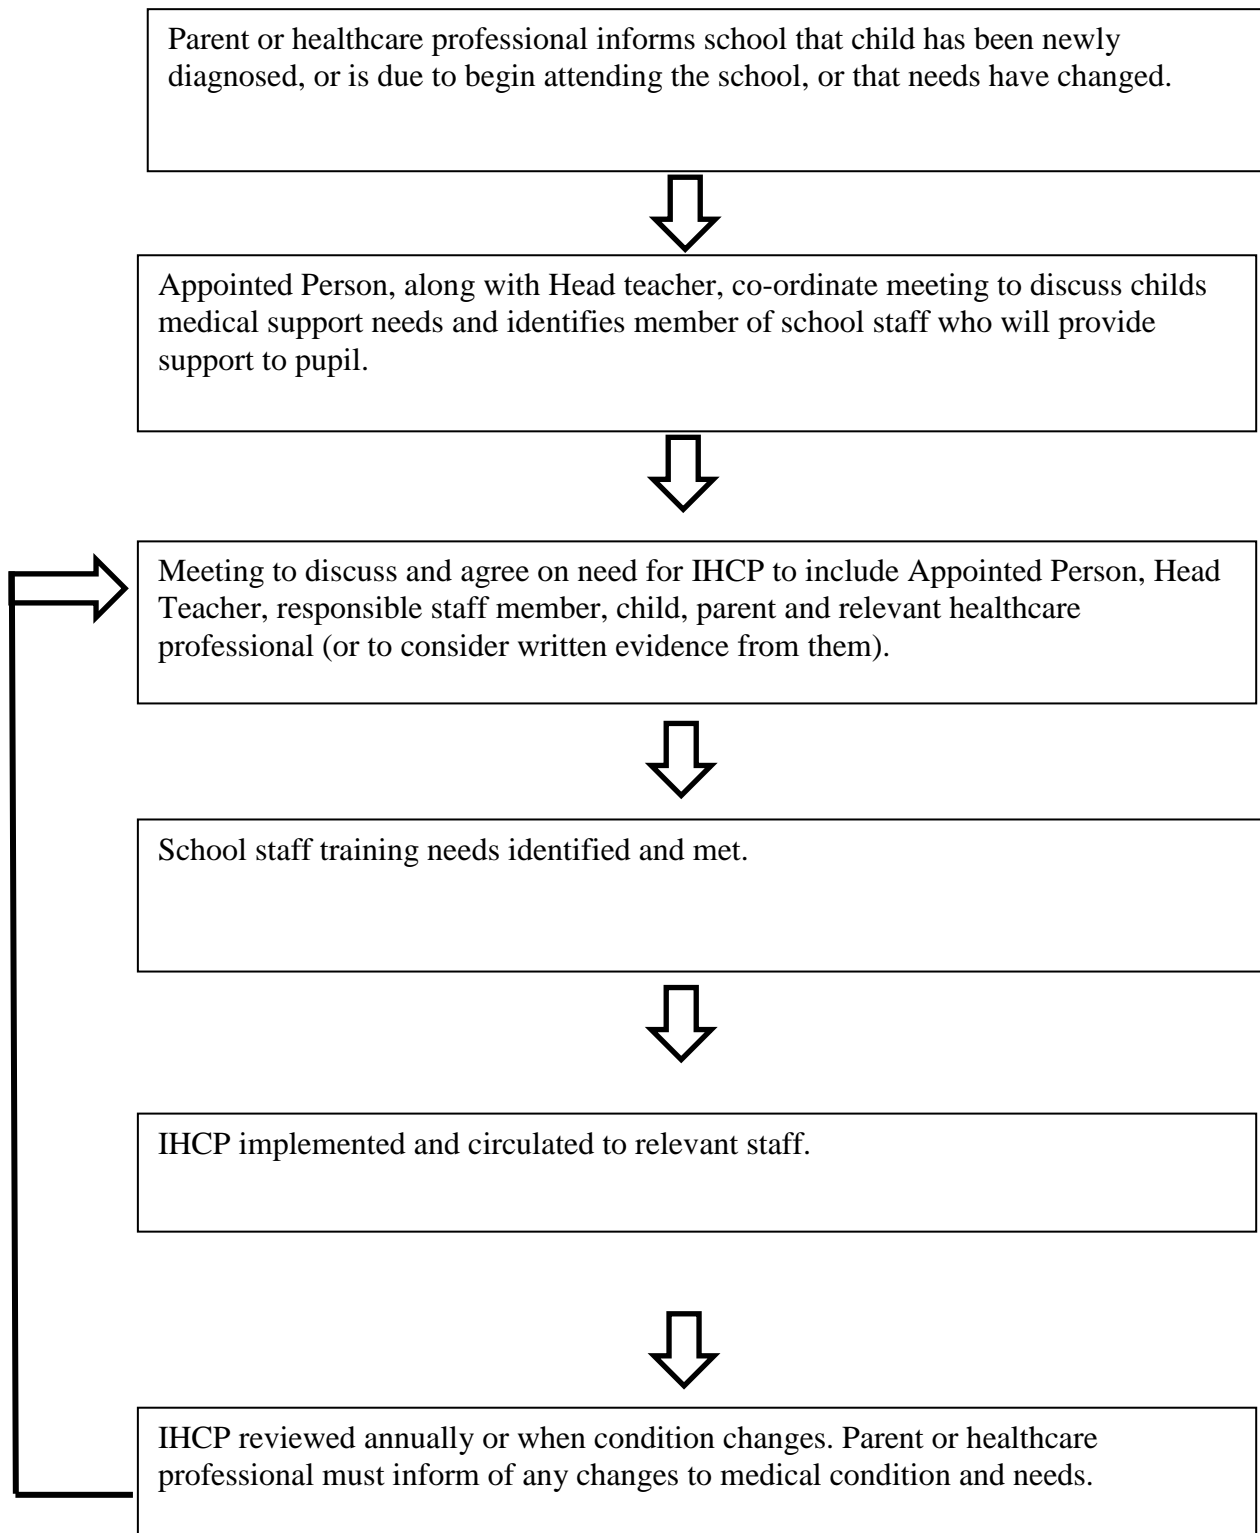 Parent or healthcare professional informs school that child has been newly
diagnosed, or is due to begin attending the school, or that needs have changed.
Appointed Person, along with Head teacher, co-ordinate meeting to discuss childs
medical support needs and identifies member of school staff who will provide
support to pupil.
Meeting to discuss and agree on need for IHCP to include Appointed Person, Head
Teacher, responsible staff member, child, parent and relevant healthcare
professional (or to consider written evidence from them).
School staff training needs identified and met.
IHCP implemented and circulated to relevant staff.
IHCP reviewed annually or when condition changes. Parent or healthcare
professional must inform of any changes to medical condition and needs.